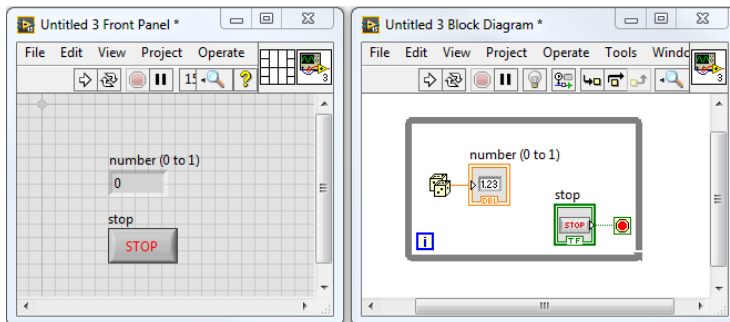 Untitled 3 Front Panel *
File Edit View Project Operate
3
number (0 to 1)
0
stop
STOP
Untitled 3 Block Diagram *
File Edit View Project Operate Tools
3
number (0 to 1)
1.23
DBL
stop
STOP
TF
i